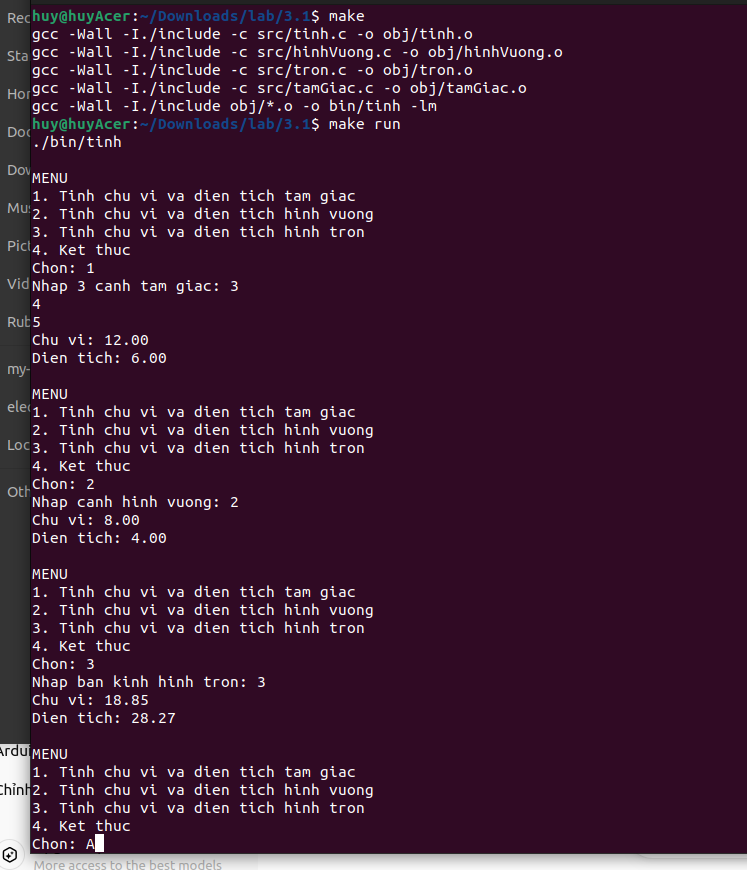 huy@huyAcer:~/Downloads/lab/3.1$ make
gcc -Wall -I./include -c src/tinh.c -o obj/tinh.o
gcc -Wall -I./include -c src/hinhVuong.c -o obj/hinhVuong.o
gcc -Wall -I./include -c src/tron.c -o obj/tron.o
gcc -Wall -I./include -c src/tamGiac.c -o obj/tamGiac.o
gcc -Wall -I./include obj/*.o -o bin/tinh -lm
huy@huyAcer:~/Downloads/lab/3.1$ make run
./bin/tinh
MENU
1. Tinh chu vi va dien tich tam giac
2. Tinh chu vi va dien tich hinh vuong
3. Tinh chu vi va dien tich hinh tron
4. Ket thuc
Chon: 1
Nhap 3 canh tam giac: 3
4
5
Chu vi: 12.00
Dien tich: 6.00
MENU
1. Tinh chu vi va dien tich tam giac
2. Tinh chu vi va dien tich hinh vuong
3. Tinh chu vi va dien tich hinh tron
4. Ket thuc
Chon: 2
Nhap canh hinh vuong: 2
Chu vi: 8.00
Dien tich: 4.00
MENU
1. Tinh chu vi va dien tich tam giac
2. Tinh chu vi va dien tich hinh vuong
3. Tinh chu vi va dien tich hinh tron
4. Ket thuc
Chon: 3
Nhap ban kinh hinh tron: 3
Chu vi: 18.85
Dien tich: 28.27
MENU
1. Tinh chu vi va dien tich tam giac
2. Tinh chu vi va dien tich hinh vuong
3. Tinh chu vi va dien tich hinh tron
4. Ket thuc
Chon: A
Rec
Sta
Hor
Doc
Dov
Mus
Pict
Vid
Rub
my-
elec
Loc
Oth
Ardui
Chỉnh
More access to the best models